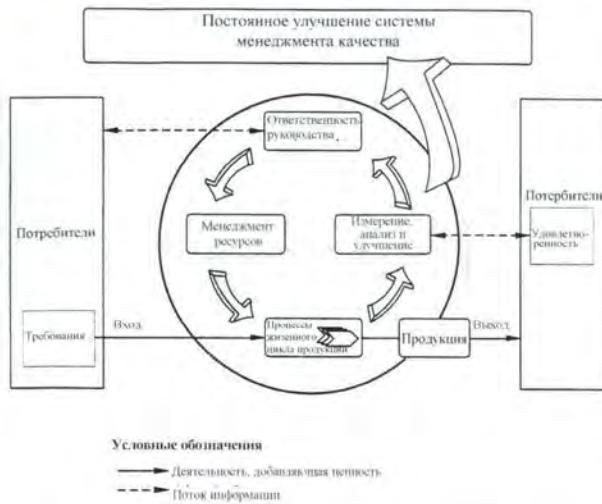 Постоянное улучшение системы
менеджмента качества
Ответственность
руководства
Потребители
Менеджмент
ресурсов
Измерение,
анализ и
улучшение
Потербители
Удовлетво-
ренность
Требования
Вход
Процессы
жизненного
цикла продукции
Продукция
Выход
Условные обозначения
Деятельность, добавляющая ценность
Поток информации